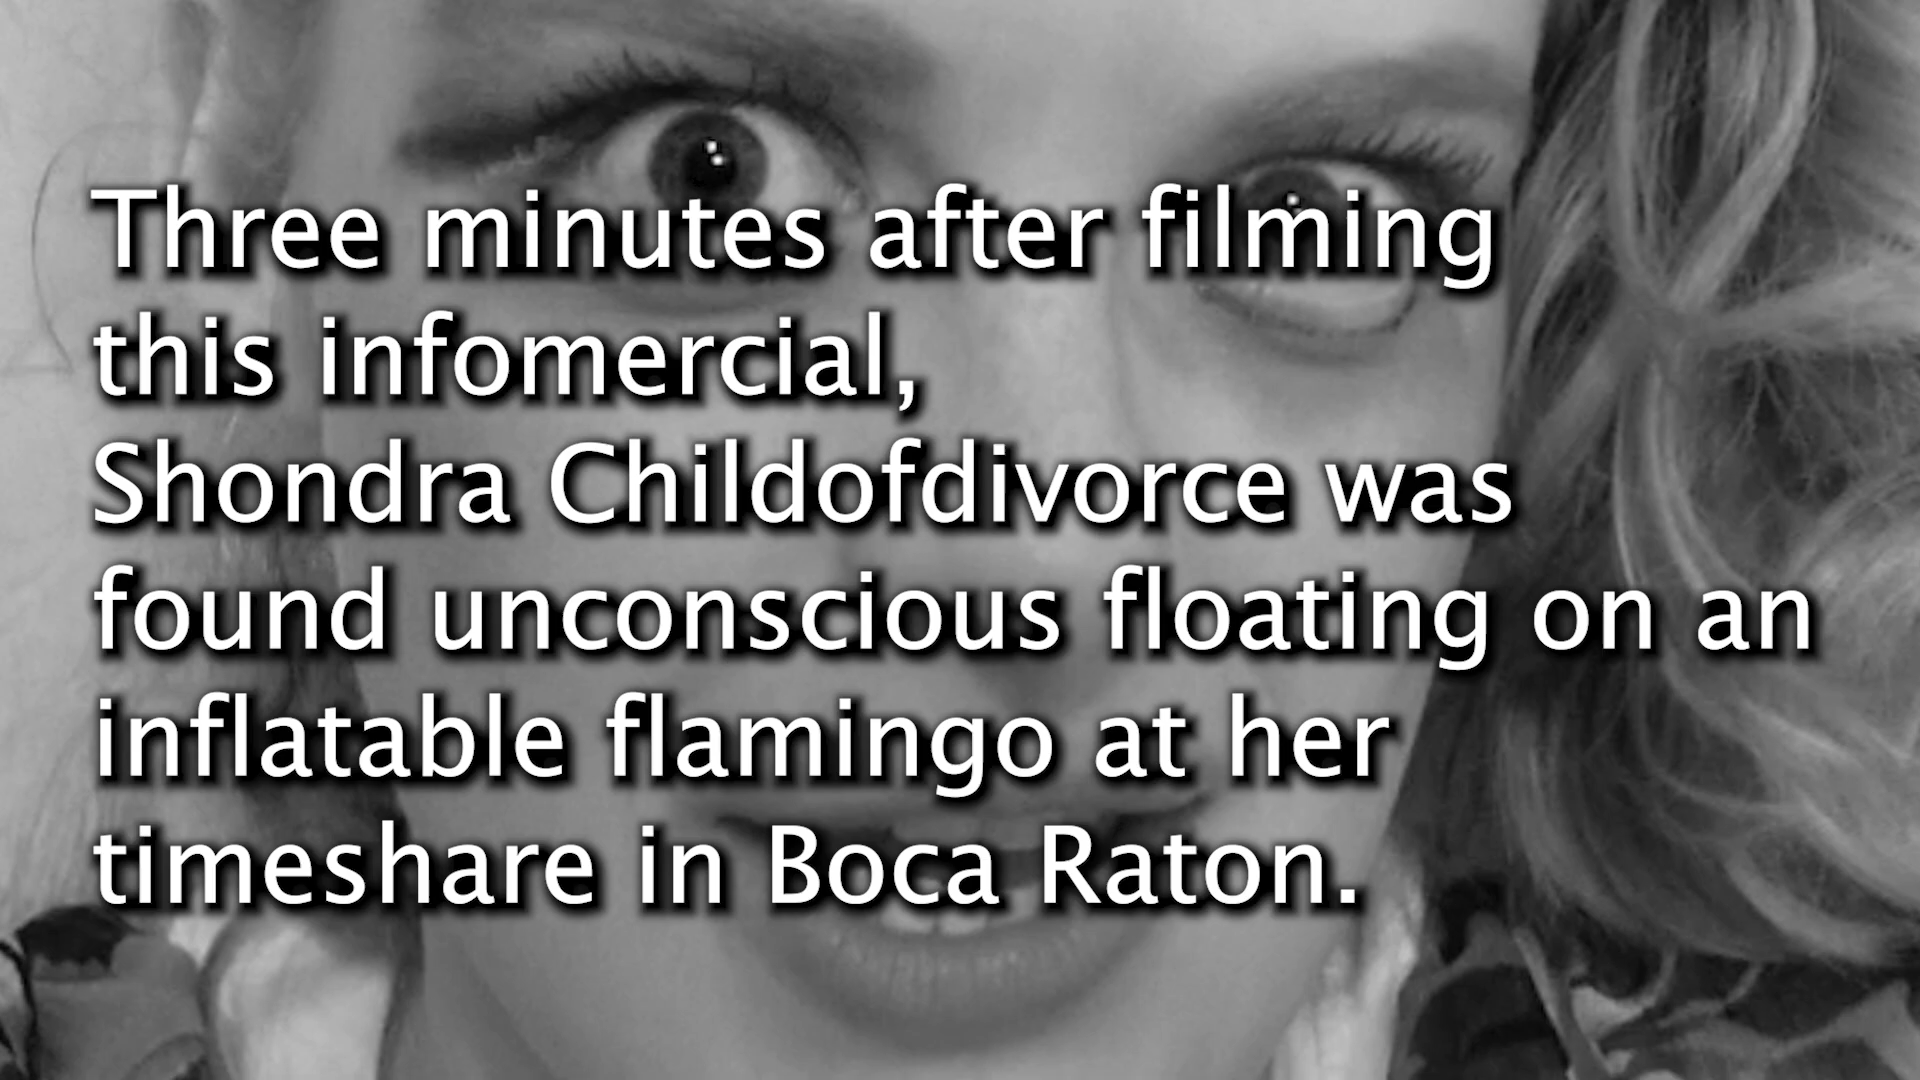 Three minutes after filming
this infomercial,
Shondra Childofdivorce was
found unconscious floating on an
inflatable flamingo at her
timeshare in Boca Raton.